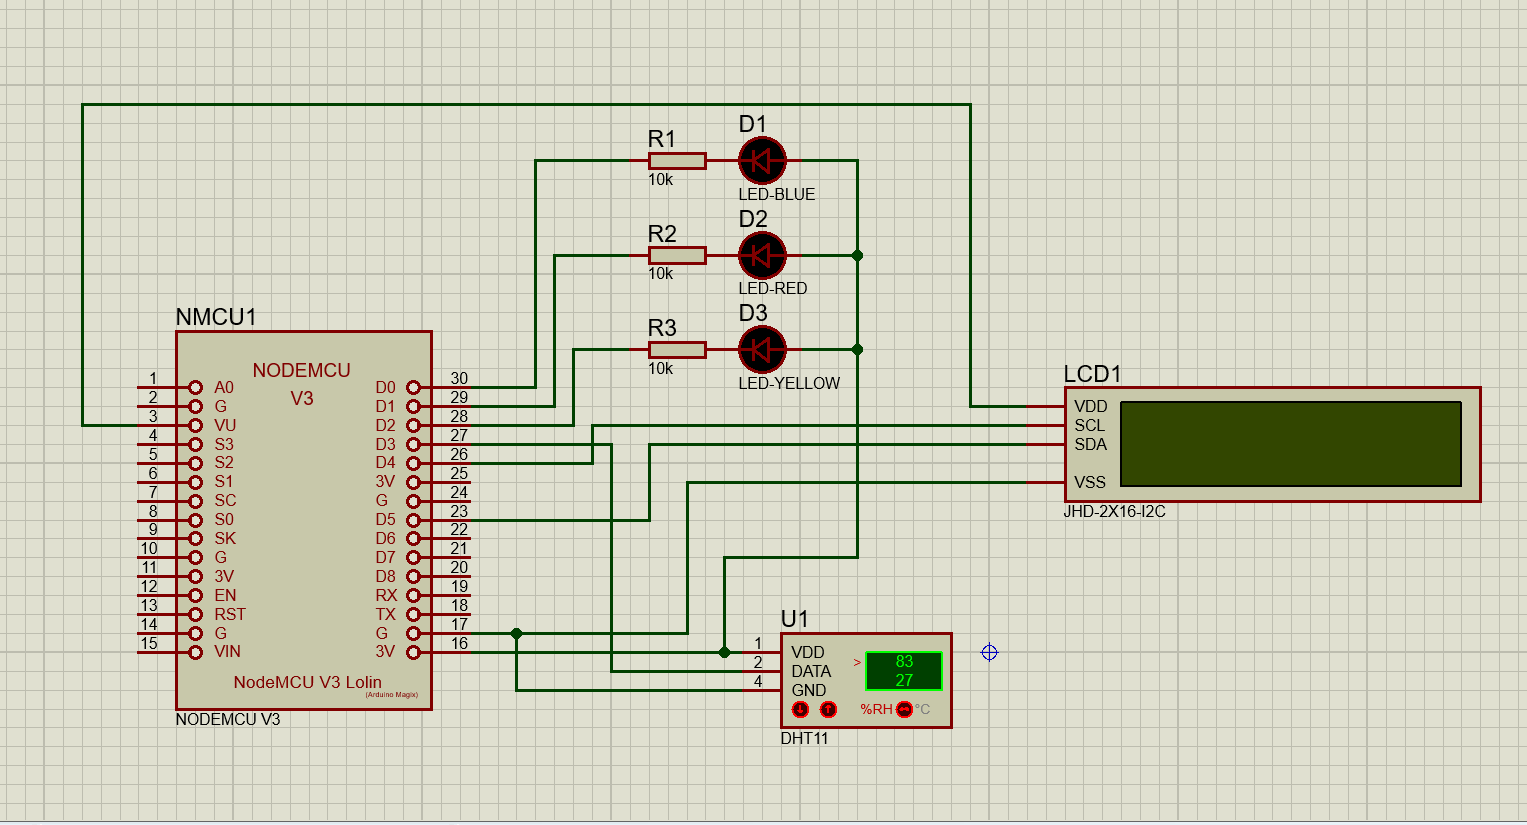 D1
R1
10k
LED-BLUE
D2
R2
10k
LED-RED
D3
R3
10k
LED-YELLOW
NMCU1
NODEMCU
V3
1 A0 D0 30
2 G D1 29
3 VU D2 28
4 S3 D3 27
5 S2 D4 26
6 S1 3V 25
7 SC G 24
8 S0 D5 23
9 SK D6 22
10 G D7 21
11 3V D8 20
12 EN RX 19
13 RST TX 18
14 G G 17
15 VIN 3V 16
NodeMCU V3 Lolin
(Arduino Magix)
NODEMCU V3
LCD1
VDD
SCL
SDA
VSS
JHD-2X16-I2C
U1
1 VDD
2 DATA
4 GND
> 83
27
%RH °C
DHT11